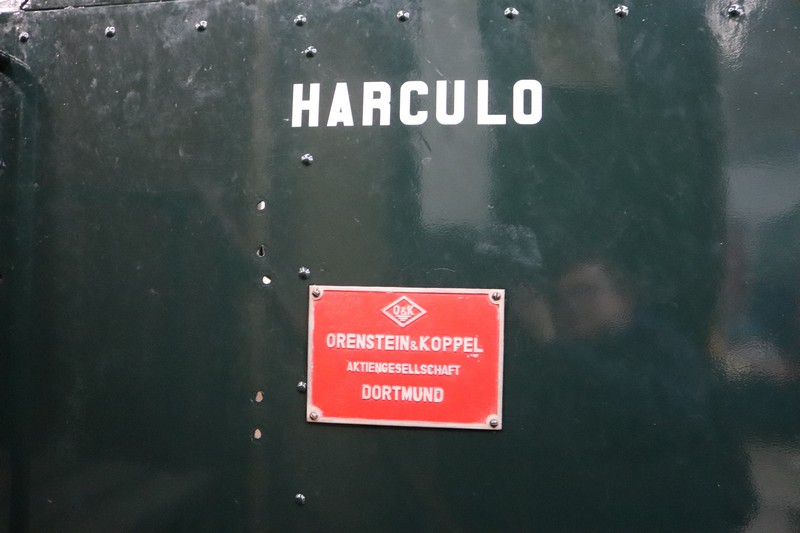 HARCULO
O&K
ORENSTEIN & KOPPEL
AKTIENGESELLSCHAFT
DORTMUND